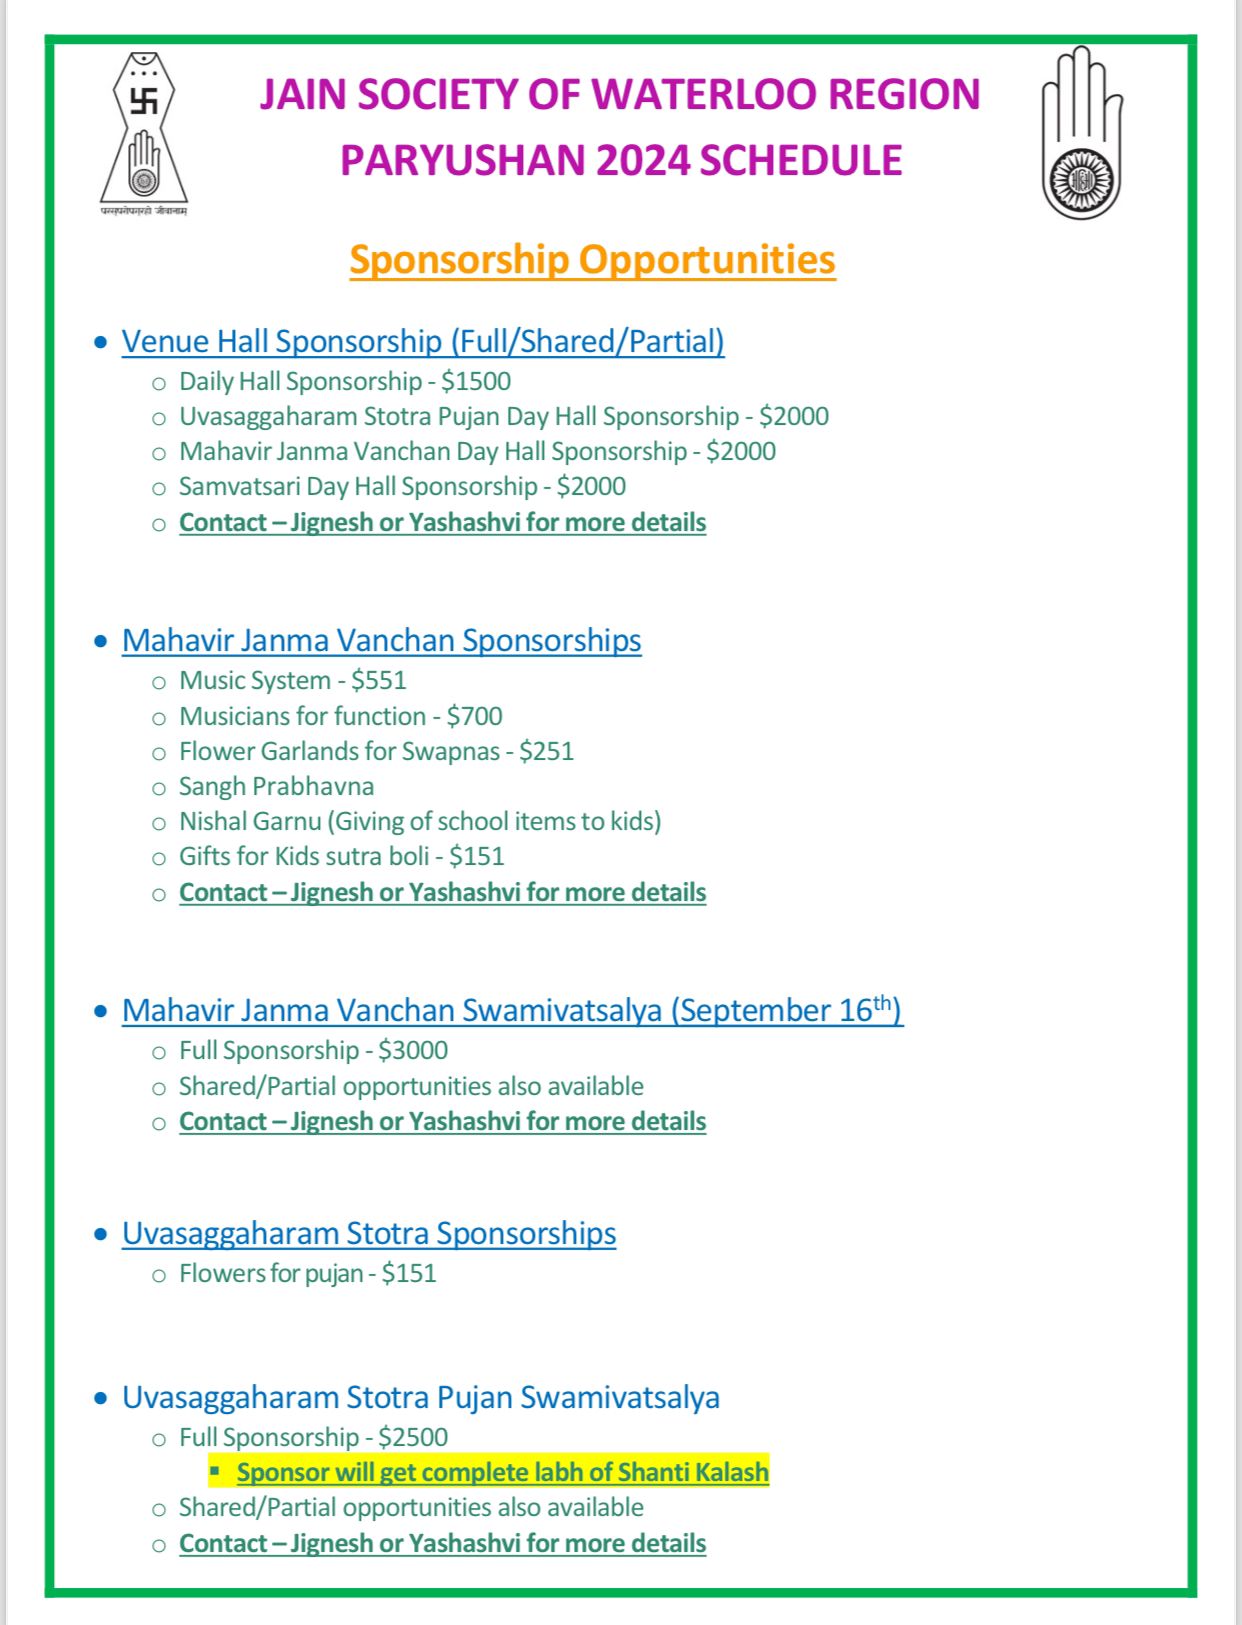 JAIN SOCIETY OF WATERLOO REGION
PARYUSHAN 2024 SCHEDULE
परस्परोपग्रहो जीवानाम्
Sponsorship Opportunities
• Venue Hall Sponsorship (Full/Shared/Partial)
o Daily Hall Sponsorship - $1500
o Uvasaggaharam Stotra Pujan Day Hall Sponsorship - $2000
o Mahavir Janma Vanchan Day Hall Sponsorship - $2000
o Samvatsari Day Hall Sponsorship - $2000
o Contact – Jignesh or Yashashvi for more details
• Mahavir Janma Vanchan Sponsorships
o Music System - $551
o Musicians for function - $700
o Flower Garlands for Swapnas - $251
o Sangh Prabhavna
o Nishal Garnu (Giving of school items to kids)
o Gifts for Kids sutra boli - $151
o Contact – Jignesh or Yashashvi for more details
• Mahavir Janma Vanchan Swamivatsalya (September 16th)
o Full Sponsorship - $3000
o Shared/Partial opportunities also available
o Contact – Jignesh or Yashashvi for more details
• Uvasaggaharam Stotra Sponsorships
o Flowers for pujan - $151
• Uvasaggaharam Stotra Pujan Swamivatsalya
o Full Sponsorship - $2500
▪ Sponsor will get complete labh of Shanti Kalash
o Shared/Partial opportunities also available
o Contact – Jignesh or Yashashvi for more details